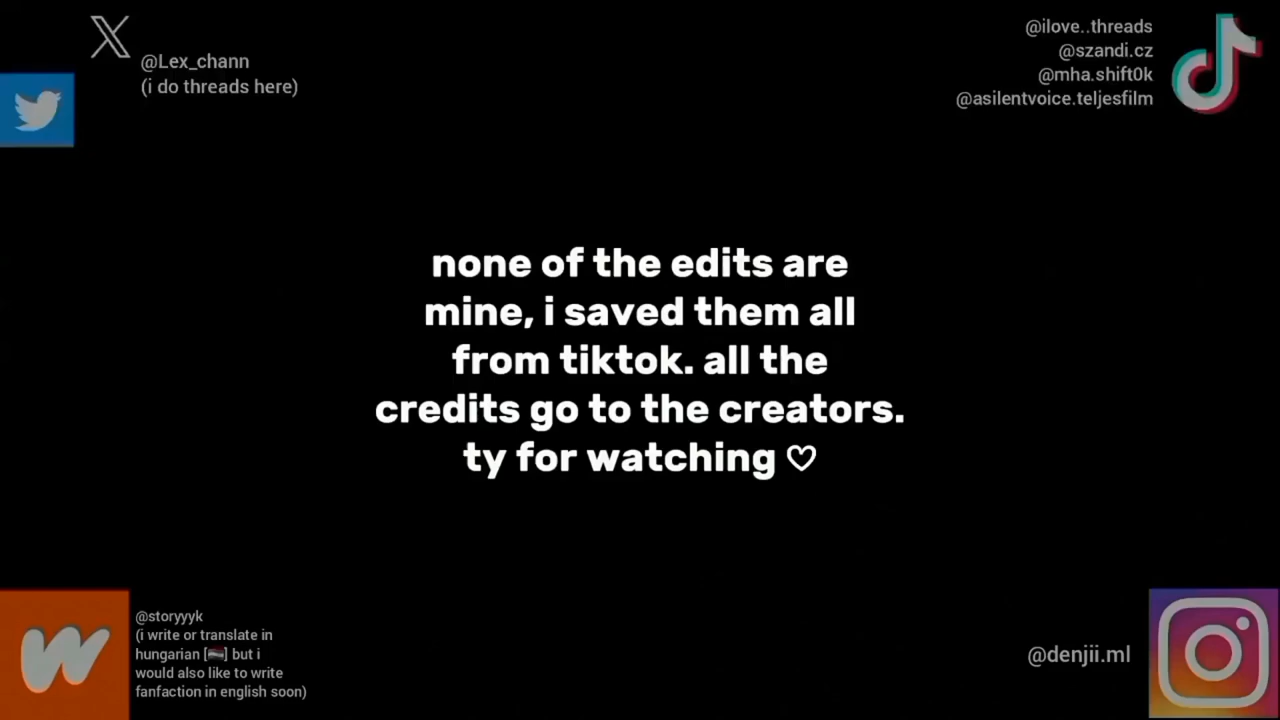 @Lex_chann
(i do threads here)
@ilove..threads
@szandi.cz
@mha.shift0k
@asilentvoice.teljesfilm
none of the edits are
mine, i saved them all
from tiktok. all the
credits go to the creators.
ty for watching ♡
@storyyyk
(i write or translate in
hungarian [🇭🇺] but i
would also like to write
fanfaction in english soon)
@denjii.ml